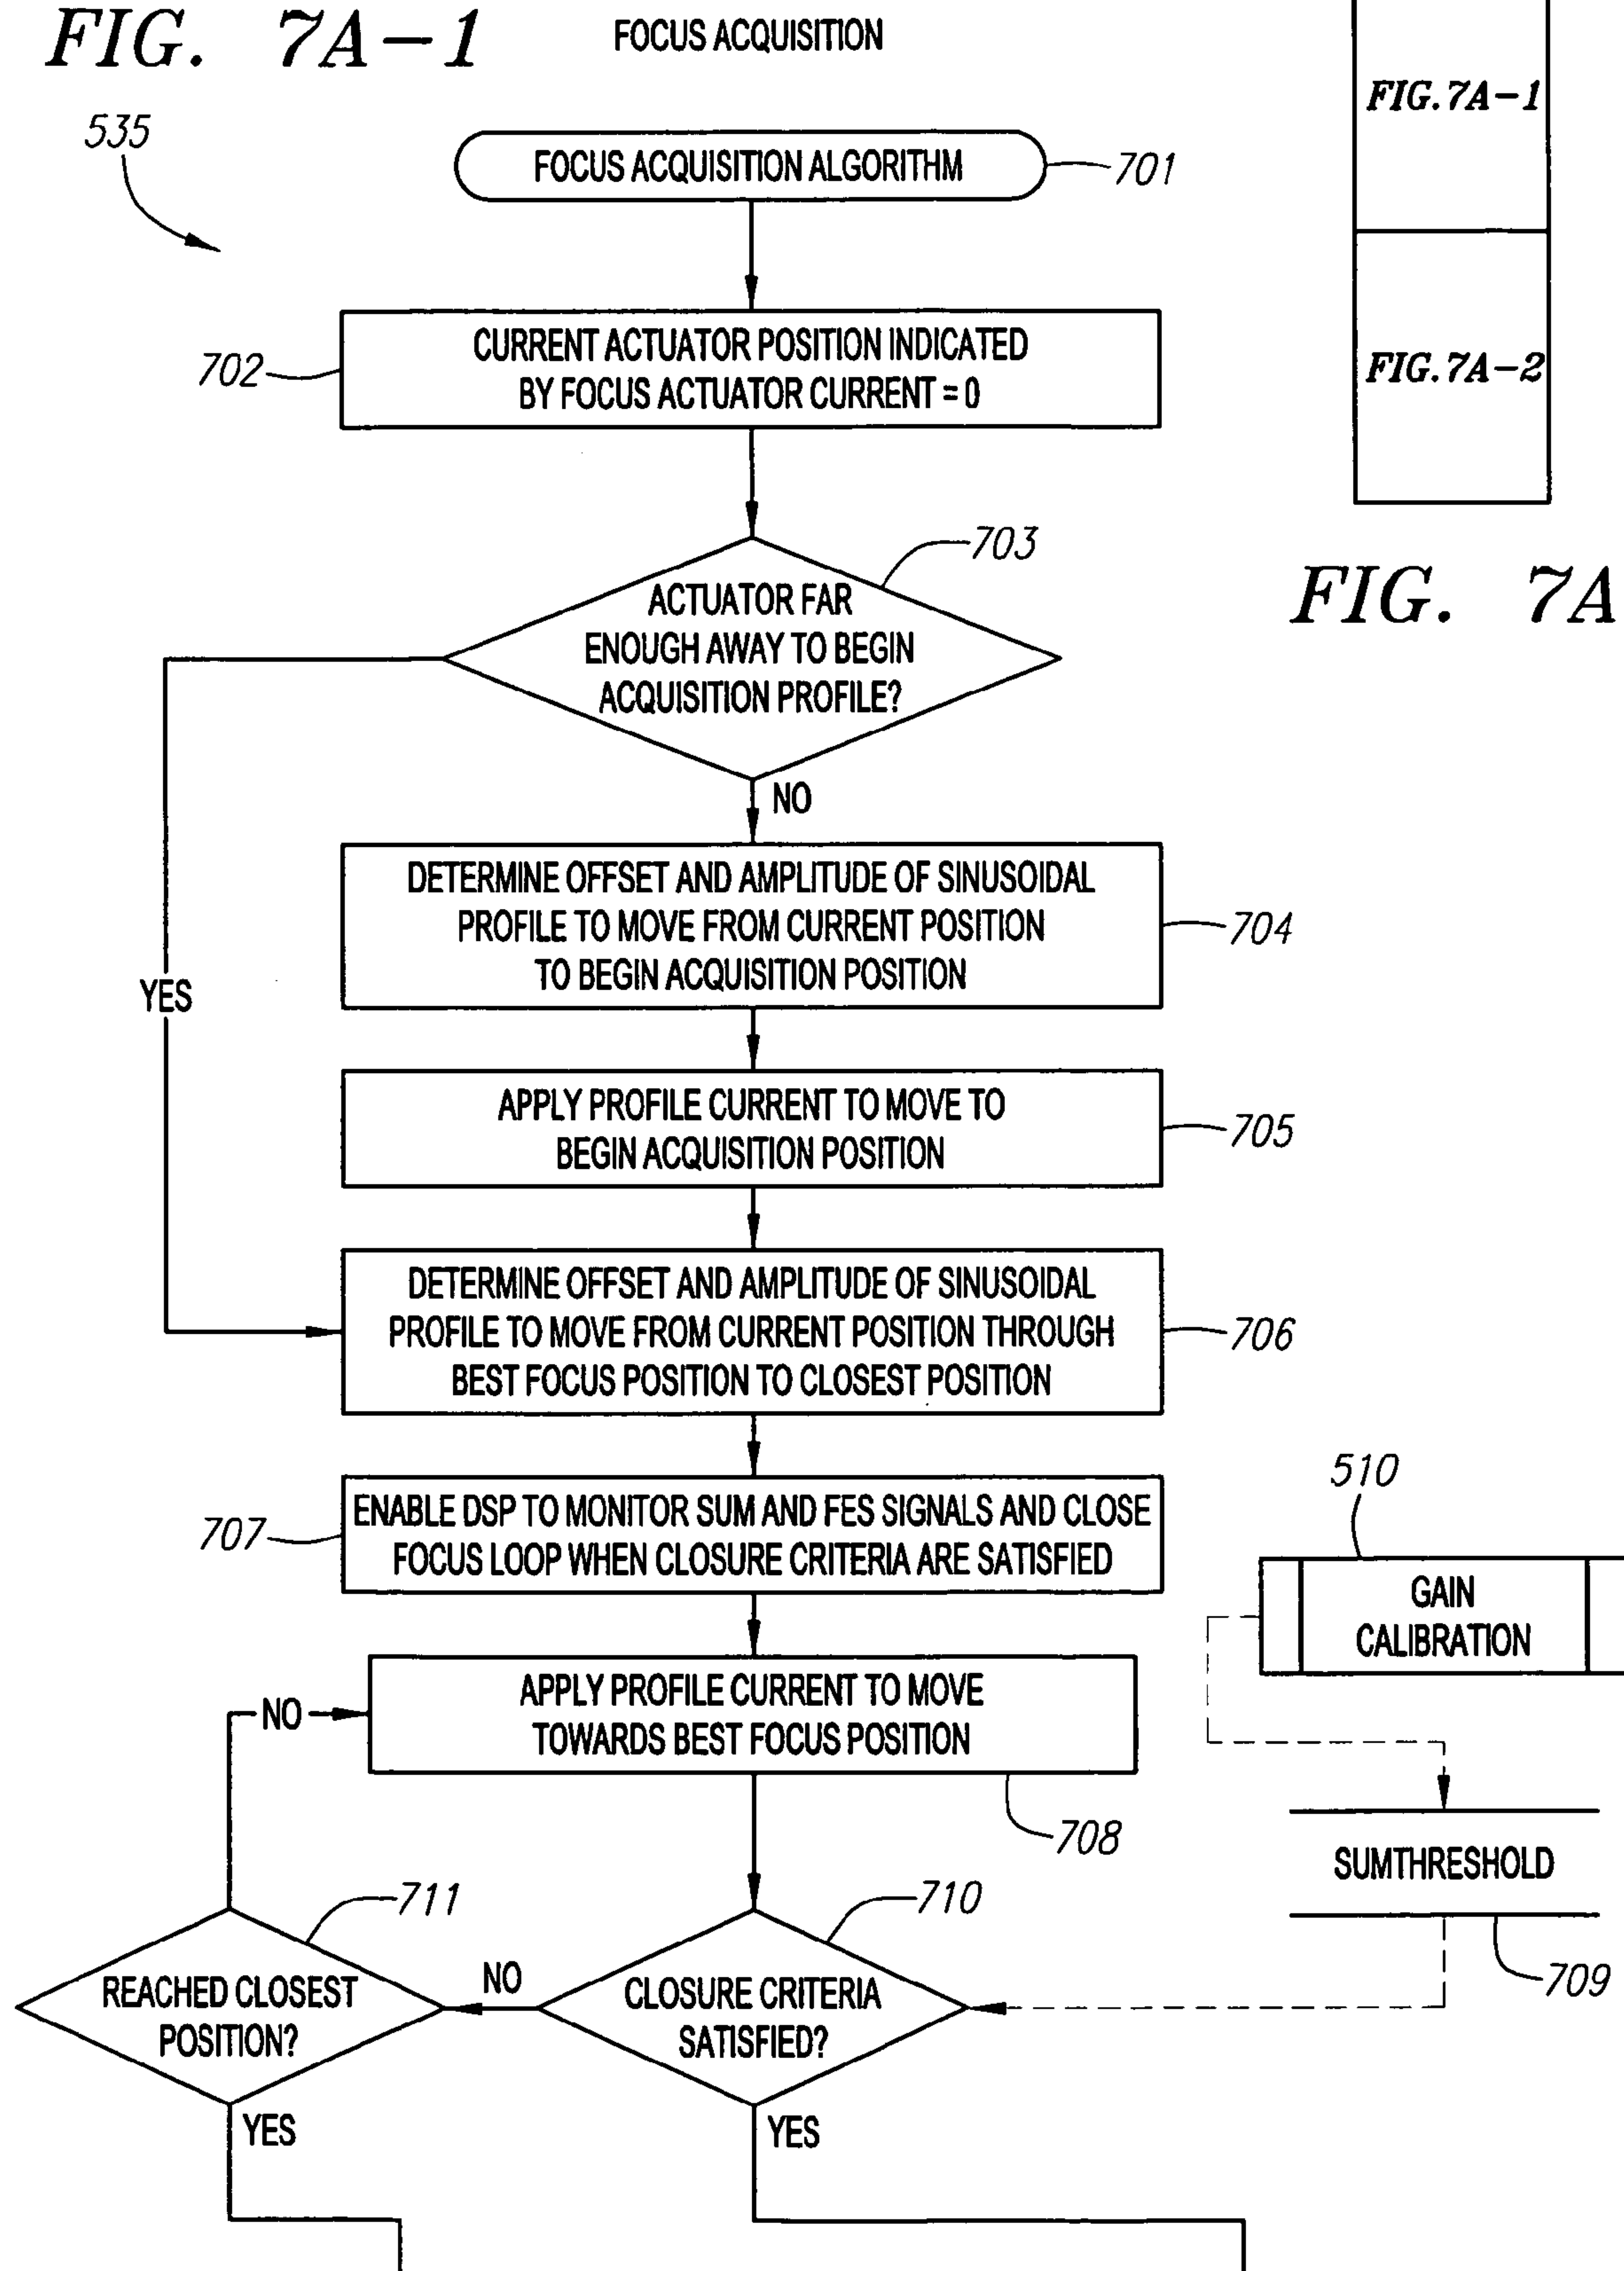 FIG. 7A-1
FOCUS ACQUISITION
FIG. 7A-1
535
FOCUS ACQUISITION ALGORITHM
701
702
CURRENT ACTUATOR POSITION INDICATED
BY FOCUS ACTUATOR CURRENT = 0
FIG. 7A-2
703
ACTUATOR FAR
ENOUGH AWAY TO BEGIN
ACQUISITION PROFILE?
FIG. 7A
NO
YES
DETERMINE OFFSET AND AMPLITUDE OF SINUSOIDAL
PROFILE TO MOVE FROM CURRENT POSITION
TO BEGIN ACQUISITION POSITION
704
APPLY PROFILE CURRENT TO MOVE TO
BEGIN ACQUISITION POSITION
705
DETERMINE OFFSET AND AMPLITUDE OF SINUSOIDAL
PROFILE TO MOVE FROM CURRENT POSITION THROUGH
BEST FOCUS POSITION TO CLOSEST POSITION
706
707
ENABLE DSP TO MONITOR SUM AND FES SIGNALS AND CLOSE
FOCUS LOOP WHEN CLOSURE CRITERIA ARE SATISFIED
510
GAIN
CALIBRATION
NO
APPLY PROFILE CURRENT TO MOVE
TOWARDS BEST FOCUS POSITION
708
SUMTHRESHOLD
709
711
REACHED CLOSEST
POSITION?
NO
710
CLOSURE CRITERIA
SATISFIED?
YES
YES